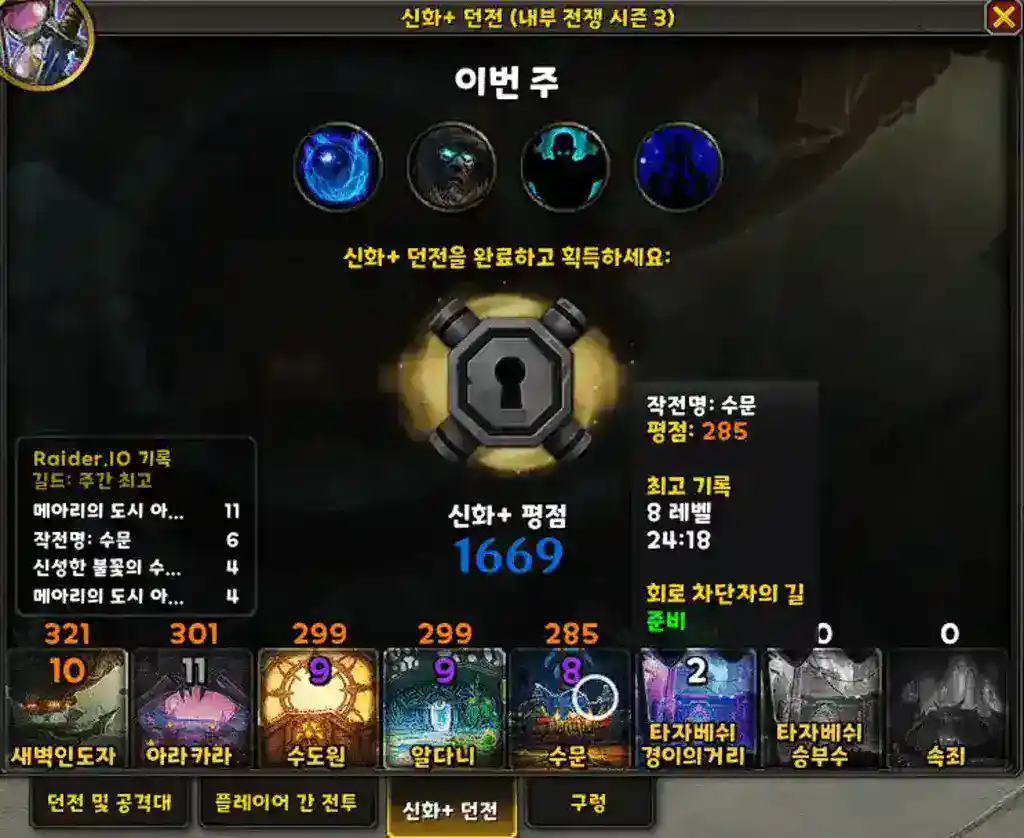 신화+ 던전 (내부 전쟁 시즌 3)
이번 주
신화+ 던전을 완료하고 획득하세요:
작전명: 수문
평점: 285
최고 기록
8 레벨
24:18
회로 차단자의 길
준비
Raider.IO 기록
길드: 주간 최고
메아리의 도시 아... 11
작전명: 수문 6
신성한 불꽃의 수... 4
메아리의 도시 아... 4
신화+ 평점
1669
321 301 299 299 285 0 0
10 11 9 9 8 2
새벽인도자 아라카라 수도원 알다니 수문 타자베쉬 경이의거리 타자베쉬 승부수 속죄
던전 및 공격대 플레이어 간 전투 신화+ 던전 구렁